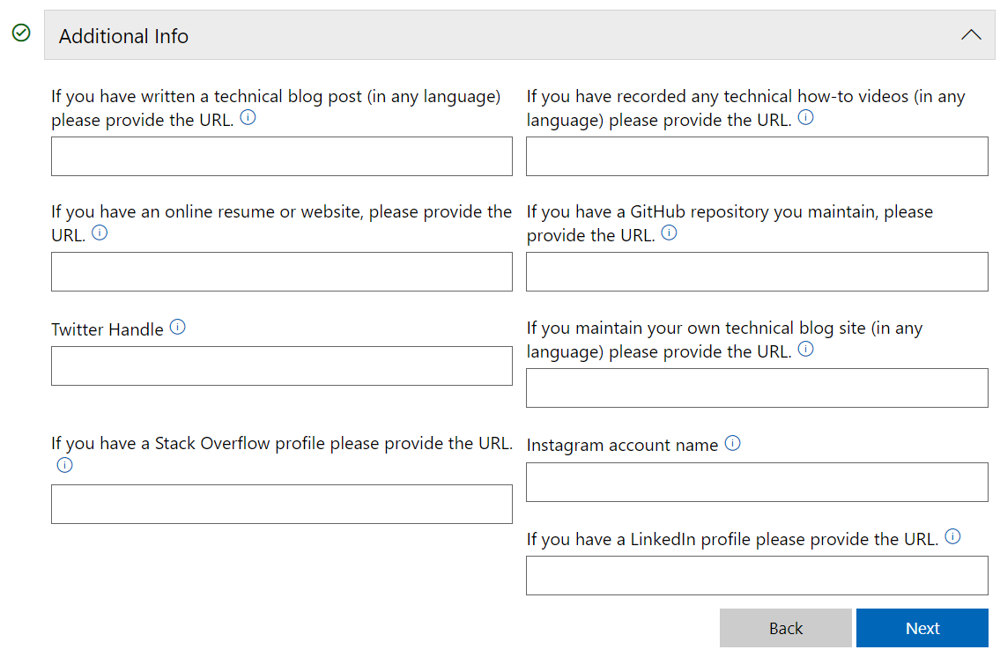 Additional Info
If you have written a technical blog post (in any language)
please provide the URL.
If you have recorded any technical how-to videos (in any
language) please provide the URL.
If you have an online resume or website, please provide the
URL.
If you have a GitHub repository you maintain, please
provide the URL.
Twitter Handle
If you maintain your own technical blog site (in any
language) please provide the URL.
If you have a Stack Overflow profile please provide the URL.
Instagram account name
If you have a LinkedIn profile please provide the URL.
Back
Next